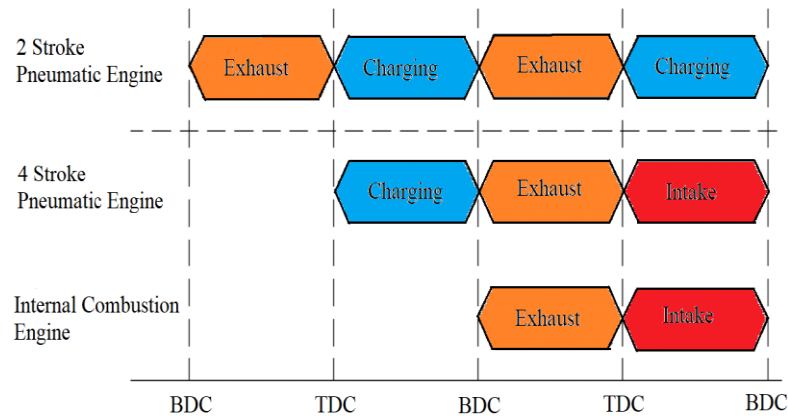 2 Stroke
Pneumatic Engine
Exhaust
Charging
Exhaust
Charging
4 Stroke
Pneumatic Engine
Charging
Exhaust
Intake
Internal Combustion
Engine
Exhaust
Intake
BDC
TDC
BDC
TDC
BDC